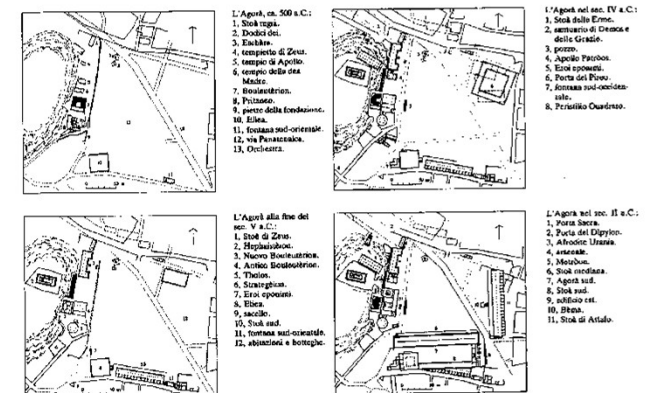 L'Agorà, ca. 500 a.C.:
1, Stoà regia.
2, Dodici dei.
3, Eschàra.
4, tempietto di Zeus.
5, tempio di Apollo.
6, tempio della dea
Madre.
7, Bouleutèrion.
8, Pritaneo.
9, pietre della fondazione.
10, Eliea.
11, fontana sud-orientale.
12, via Panatenaica.
13, Orchestra.
L'Agorà nel sec. IV a.C.:
1, Stoà delle Erme.
2, santuario di Demos e
delle Grazie.
3, pozzo.
4, Apollo Patròos.
5, Eroi eponimi.
6, Porta del Pireo.
7, fontana sud-occiden-
tale.
8, Peristilio Quadrato.
L'Agorà alla fine del
sec. V a.C.:
1, Stoà di Zeus.
2, Hephaistèion.
3, Nuovo Bouleutèrion.
4, Antico Bouleutèrion.
5, Tholos.
6, Stratēghion.
7, Eroi eponimi.
8, Eliea.
9, sacello.
10, Stoà sud.
11, fontana sud-orientale.
12, abitazioni e botteghe.
L'Agorà nel sec. II a.C.:
1, Porta Sacra.
2, Porta del Dipylon.
3, Afrodite Urania.
4, arsenale.
5, Metròon.
6, Stoà mediana.
7, Agorà sud.
8, Stoà sud.
9, edificio est.
10, Bēma.
11, Stoà di Attalo.